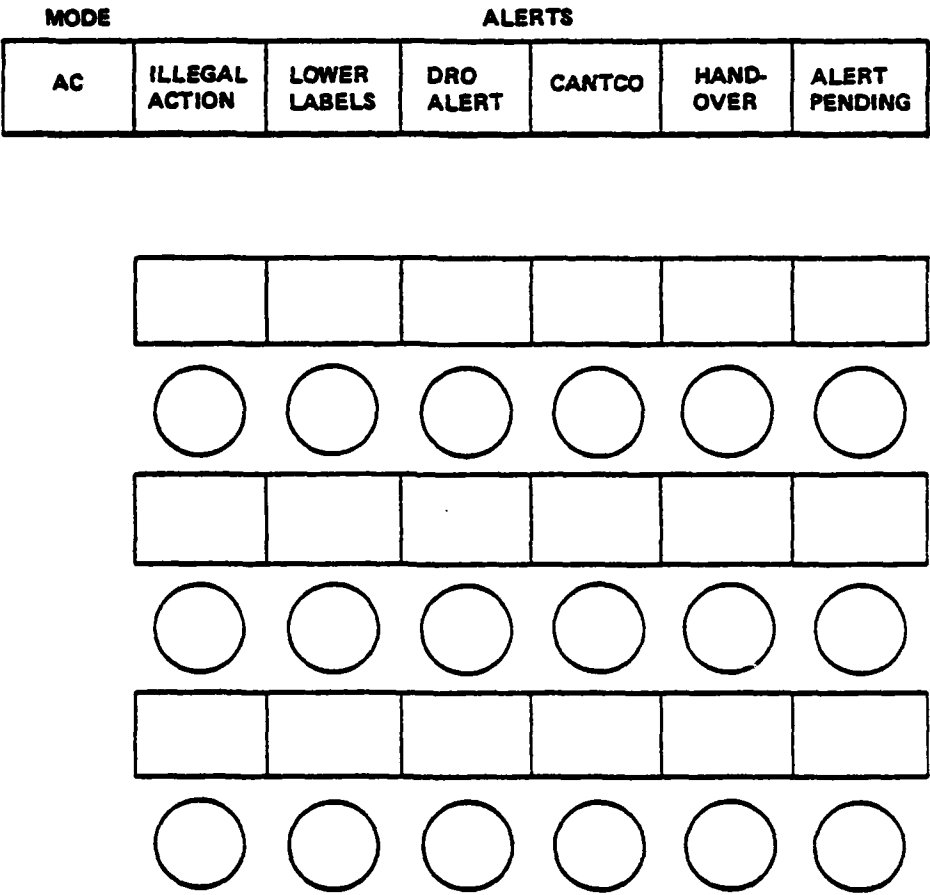 MODE ALERTS
AC
ILLEGAL
ACTION
LOWER
LABELS
DRO
ALERT
CANTCO
HAND-
OVER
ALERT
PENDING